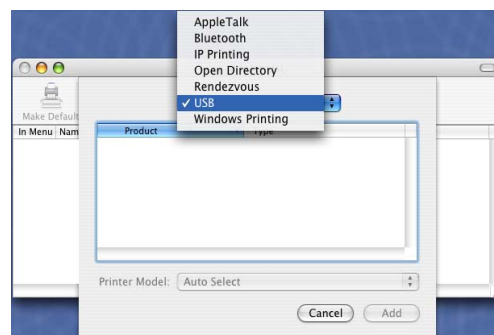 AppleTalk
Bluetooth
IP Printing
Open Directory
Rendezvous
✓ USB
Windows Printing
Make Default
In Menu Nam
Product Type
Printer Model: Auto Select
Cancel Add